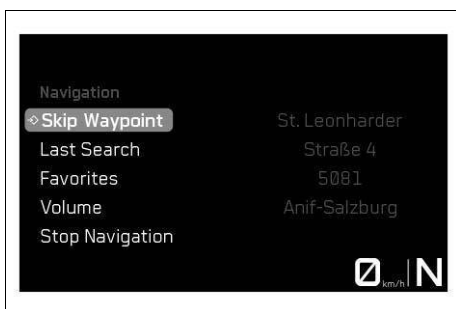 Navigation
Skip Waypoint
Last Search
Favorites
Volume
Stop Navigation
St. Leonharder
Straße 4
5081
Anif-Salzburg
0 km/h N